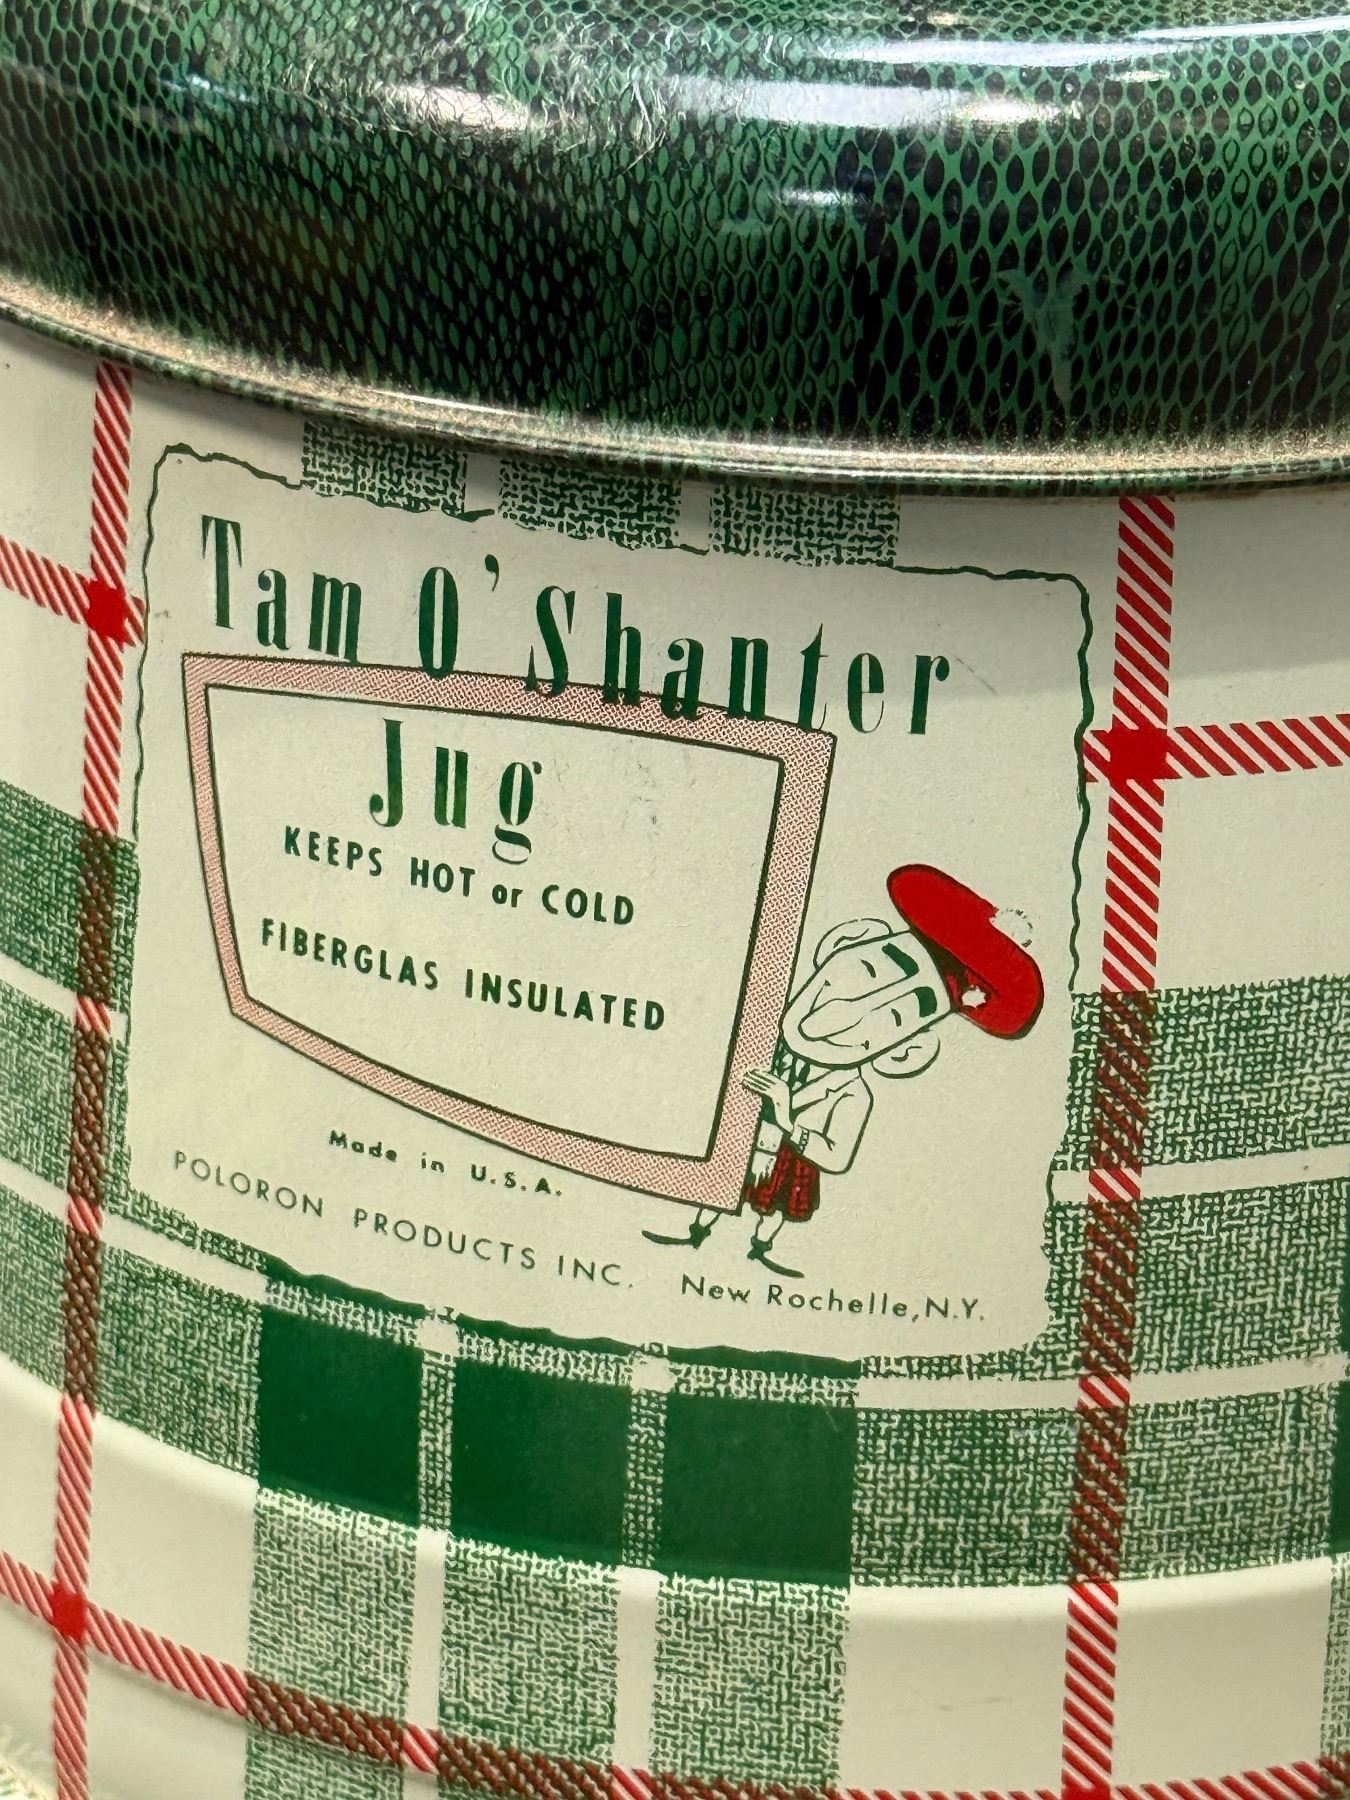 Tam O' Shanter
Jug
KEEPS HOT or COLD
FIBERGLAS INSULATED
Made in U.S.A.
POLORON PRODUCTS INC. New Rochelle, N.Y.